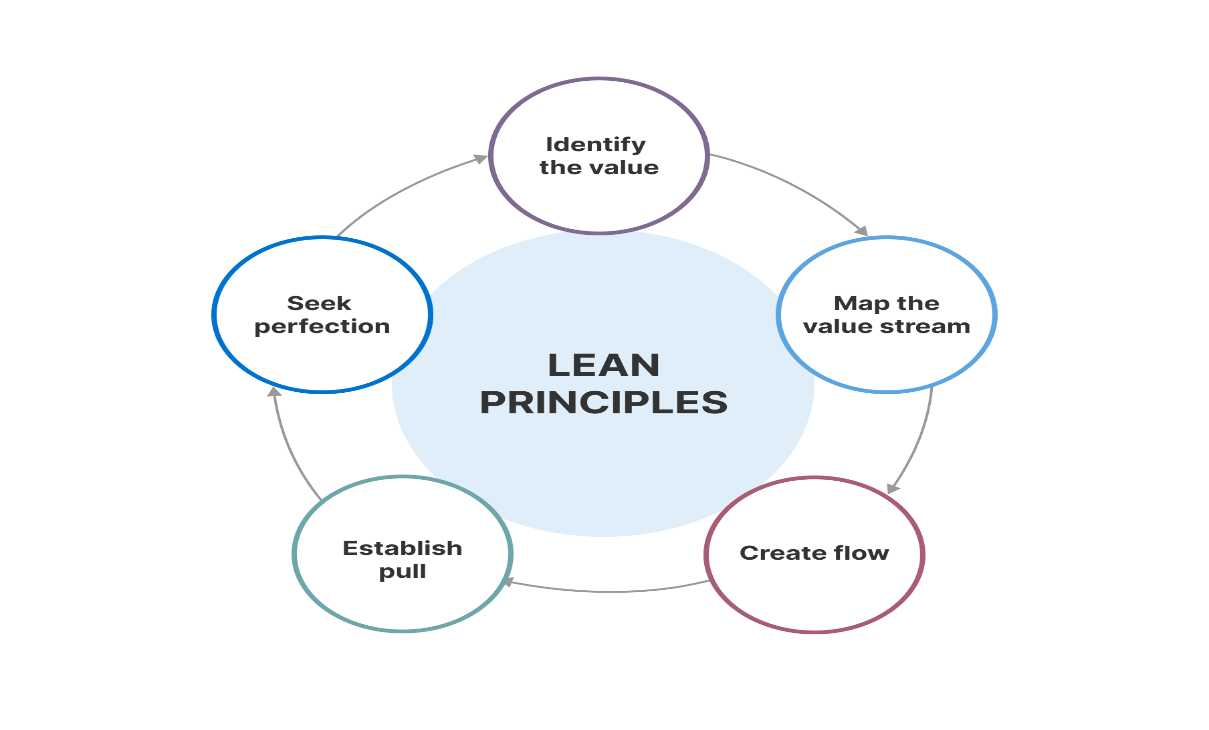 Identify
the value
Seek
perfection
Map the
value stream
LEAN
PRINCIPLES
Establish
pull
Create flow